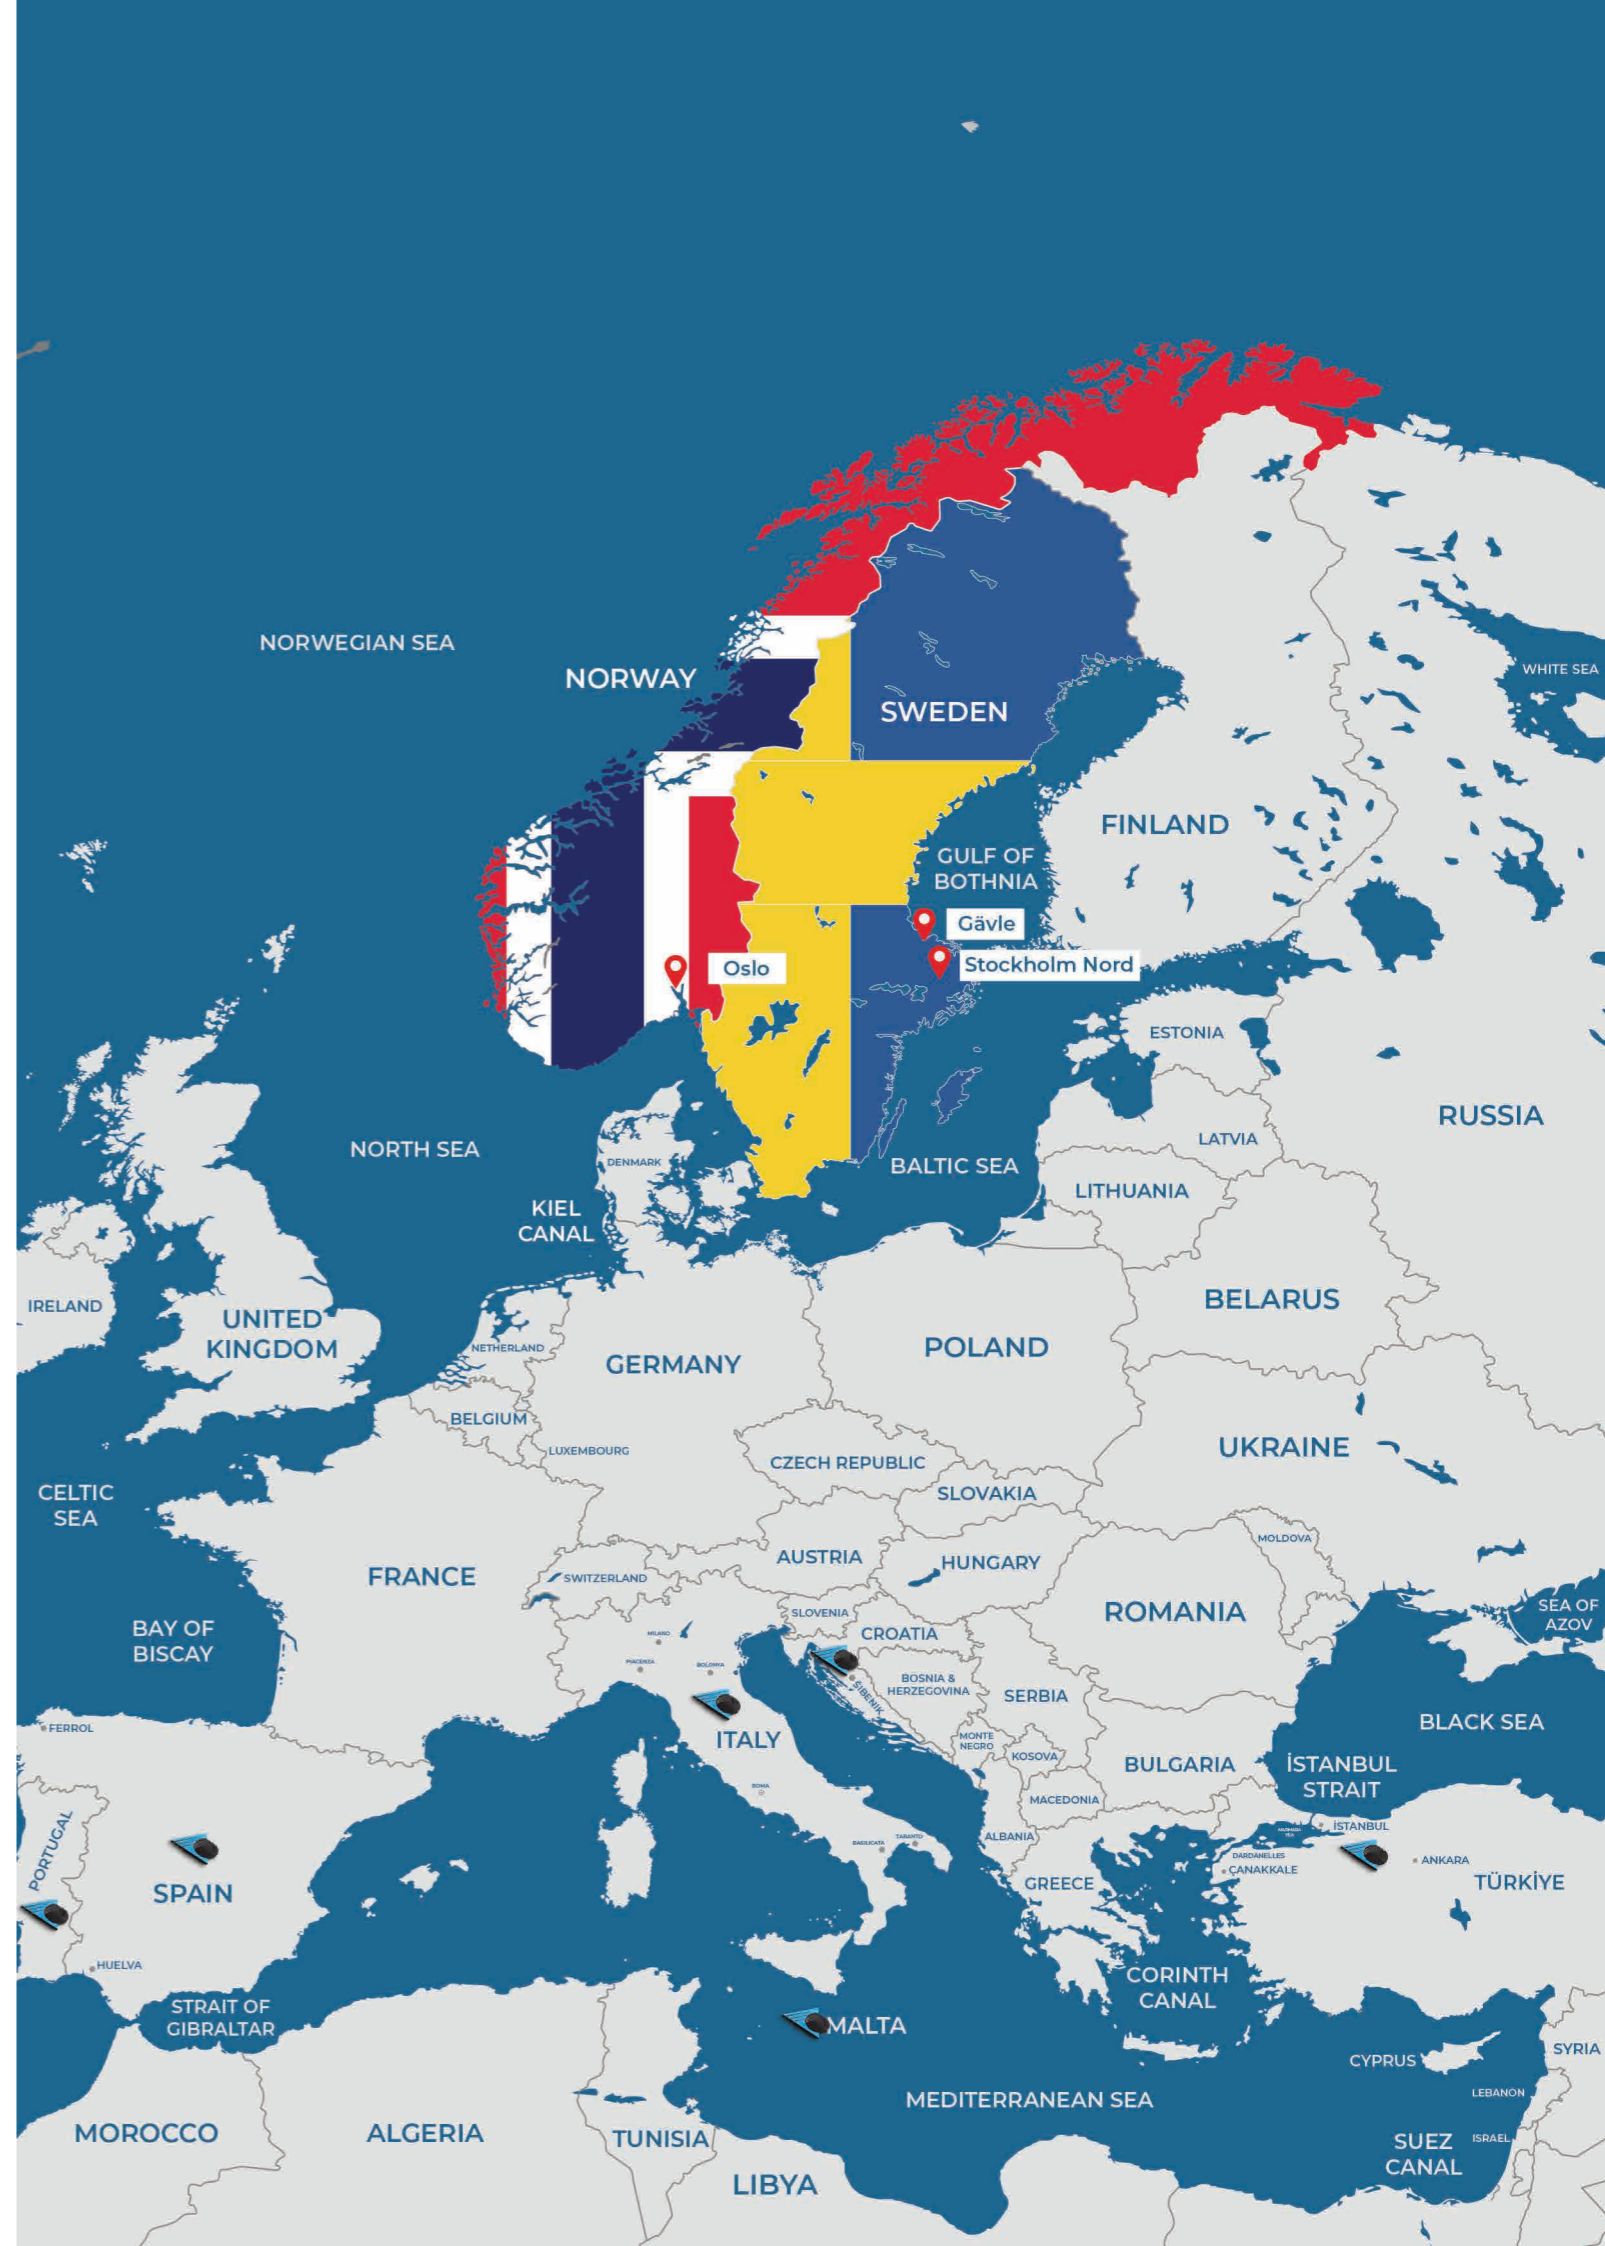 NORWEGIAN SEA
NORWAY
WHITE SEA
SWEDEN
FINLAND
GULF OF
BOTHNIA
Gävle
Stockholm Nord
Oslo
ESTONIA
RUSSIA
LATVIA
NORTH SEA
DENMARK
BALTIC SEA
LITHUANIA
KIEL
CANAL
IRELAND
UNITED
KINGDOM
NETHERLAND
GERMANY
POLAND
BELARUS
BELGIUM
LUXEMBOURG
CZECH REPUBLIC
UKRAINE
CELTIC
SEA
SLOVAKIA
MOLDOVA
FRANCE
SWITZERLAND
AUSTRIA
HUNGARY
ROMANIA
SEA OF
AZOV
SLOVENIA
CROATIA
BAY OF
BISCAY
MILANO
PIACENZA
BOLONYA
ŠIBENIK
BOSNIA &
HERZEGOVINA
SERBIA
FERROL
ITALY
MONTE
NEGRO
KOSOVA
BULGARIA
BLACK SEA
İSTANBUL
STRAIT
ROMA
MACEDONIA
PORTUGAL
BASILICATA
TARANTO
ALBANIA
MARMARA
SEA
İSTANBUL
DARDANELLES
ÇANAKKALE
ANKARA
SPAIN
GREECE
TÜRKİYE
HUELVA
STRAIT OF
GIBRALTAR
CORINTH
CANAL
MALTA
CYPRUS
SYRIA
LEBANON
MEDITERRANEAN SEA
MOROCCO
ALGERIA
TUNISIA
SUEZ
CANAL
ISRAEL
LIBYA